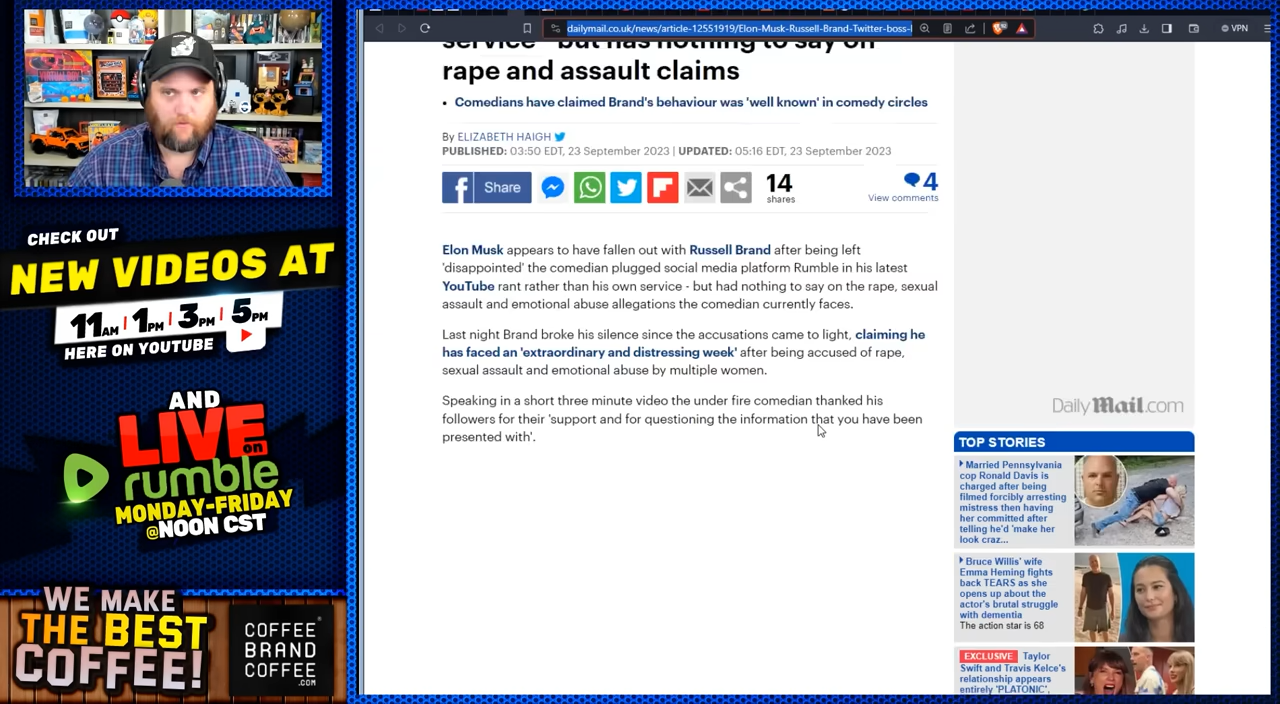 dailymail.co.uk/news/article-12551919/Elon-Musk-Russell-Brand-Twitter-boss-
VPN
service - but has nothing to say on
rape and assault claims
• Comedians have claimed Brand's behaviour was 'well known' in comedy circles
By ELIZABETH HAIGH
PUBLISHED: 03:50 EDT, 23 September 2023 | UPDATED: 05:16 EDT, 23 September 2023
Share
14
shares
4
View comments
Elon Musk appears to have fallen out with Russell Brand after being left
'disappointed' the comedian plugged social media platform Rumble in his latest
YouTube rant rather than his own service - but had nothing to say on the rape, sexual
assault and emotional abuse allegations the comedian currently faces.
Last night Brand broke his silence since the accusations came to light, claiming he
has faced an 'extraordinary and distressing week' after being accused of rape,
sexual assault and emotional abuse by multiple women.
Speaking in a short three minute video the under fire comedian thanked his
followers for their 'support and for questioning the information that you have been
presented with'.
Daily Mail.com
TOP STORIES
Married Pennsylvania
cop Ronald Davis is
charged after being
filmed forcibly arresting
mistress then having
her committed after
telling he'd 'make her
look craz...
Bruce Willis' wife
Emma Heming fights
back TEARS as she
opens up about the
actor's brutal struggle
with dementia
The action star is 68
EXCLUSIVE Taylor
Swift and Travis Kelce's
relationship appears
entirely 'PLATONIC',
CHECK OUT
NEW VIDEOS AT
11AM | 1PM | 3PM | 5PM
HERE ON YOUTUBE
AND
LIVE on
rumble
MONDAY-FRIDAY
@NOON CST
WE MAKE
THE BEST
COFFEE!
COFFEE
BRAND
COFFEE
.COM